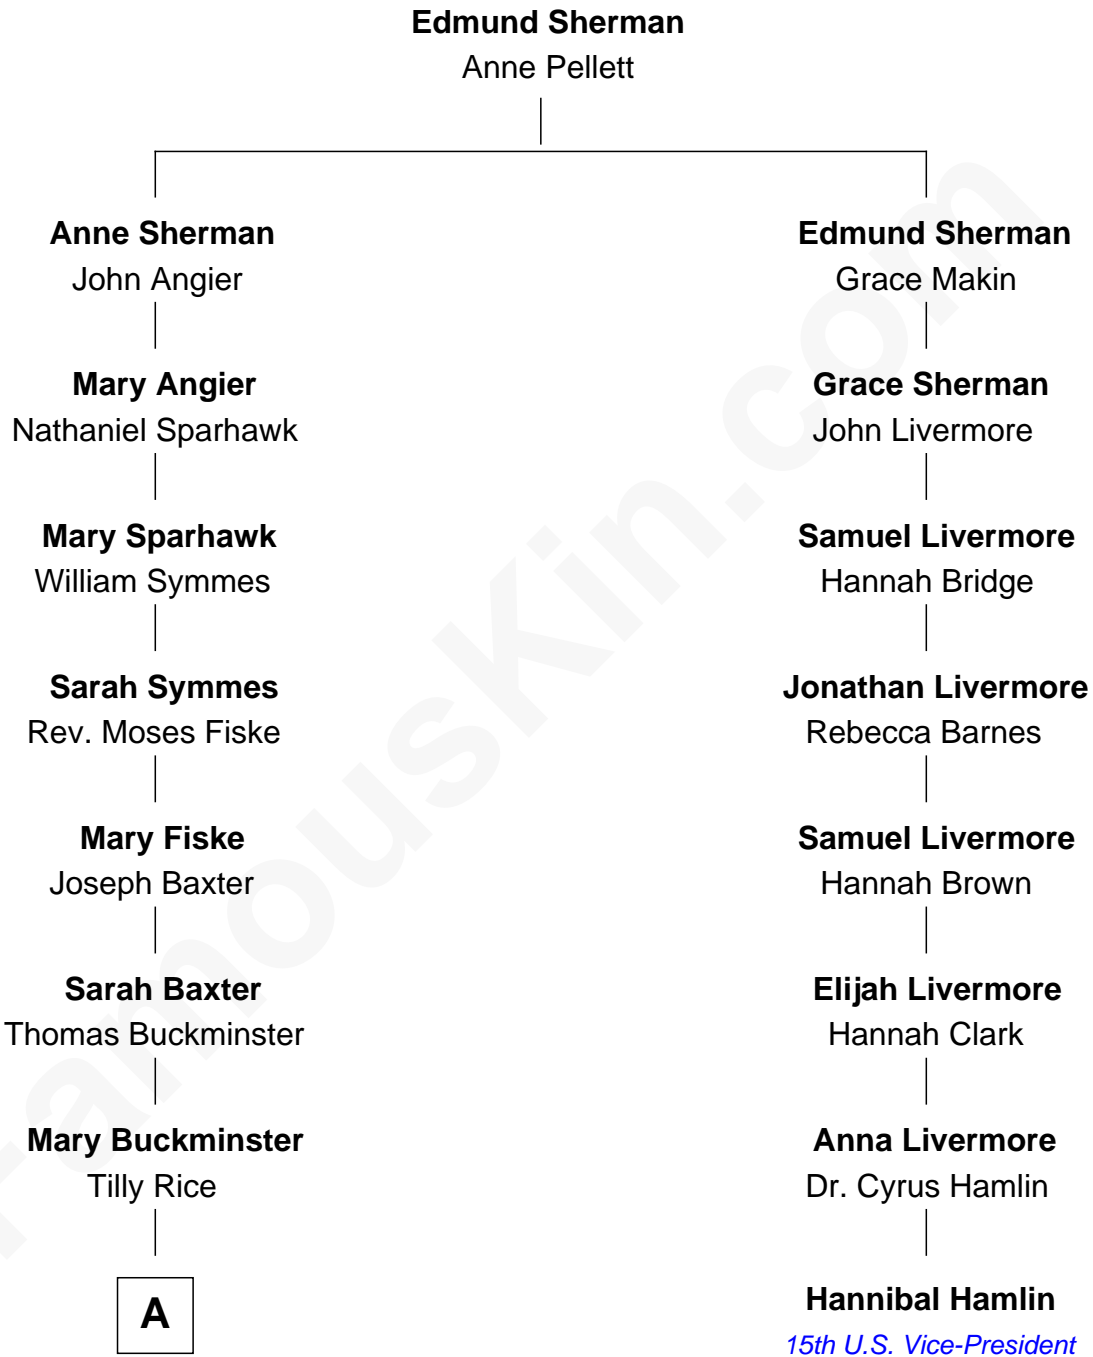 Edmund Sherman
Anne Pellett
Anne Sherman
John Angier
Edmund Sherman
Grace Makin
Mary Angier
Nathaniel Sparhawk
Grace Sherman
John Livermore
Mary Sparhawk
William Symmes
Samuel Livermore
Hannah Bridge
Sarah Symmes
Rev. Moses Fiske
Jonathan Livermore
Rebecca Barnes
Mary Fiske
Joseph Baxter
Samuel Livermore
Hannah Brown
Sarah Baxter
Thomas Buckminster
Elijah Livermore
Hannah Clark
Mary Buckminster
Tilly Rice
Anna Livermore
Dr. Cyrus Hamlin
A
Hannibal Hamlin
15th U.S. Vice-President
FamousKin.com